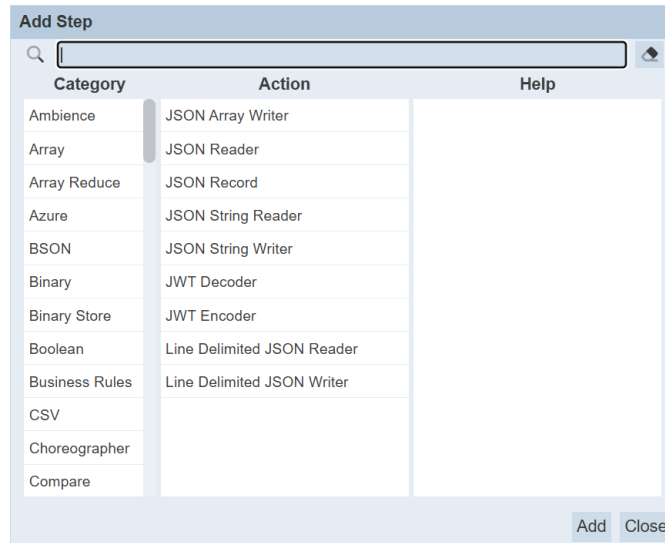 Add Step
Category Action Help
Ambience JSON Array Writer
Array JSON Reader
Array Reduce JSON Record
Azure JSON String Reader
BSON JSON String Writer
Binary JWT Decoder
Binary Store JWT Encoder
Boolean Line Delimited JSON Reader
Business Rules Line Delimited JSON Writer
CSV
Choreographer
Compare
Add Close